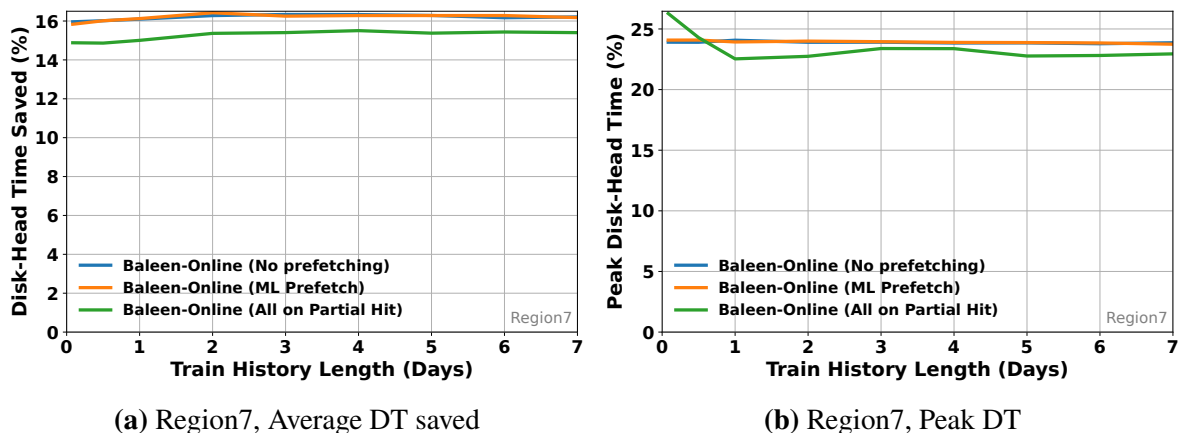 Disk-Head Time Saved (%)
16
14
12
10
8
6
4
2
0
Baleen-Online (No prefetching)
Baleen-Online (ML Prefetch)
Baleen-Online (All on Partial Hit)
Region7
0 1 2 3 4 5 6 7
Train History Length (Days)
(a) Region7, Average DT saved
Peak Disk-Head Time (%)
25
20
15
10
5
0
Baleen-Online (No prefetching)
Baleen-Online (ML Prefetch)
Baleen-Online (All on Partial Hit)
Region7
0 1 2 3 4 5 6 7
Train History Length (Days)
(b) Region7, Peak DT